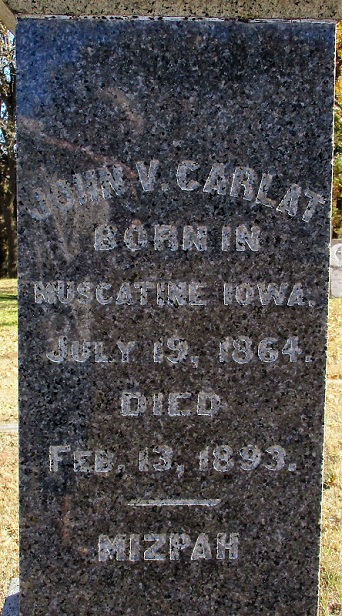 JOHN V. CARLAT
BORN IN
MUSCATINE IOWA.
JULY 19, 1864.
DIED
FEB. 13, 1893.
MIZPAH